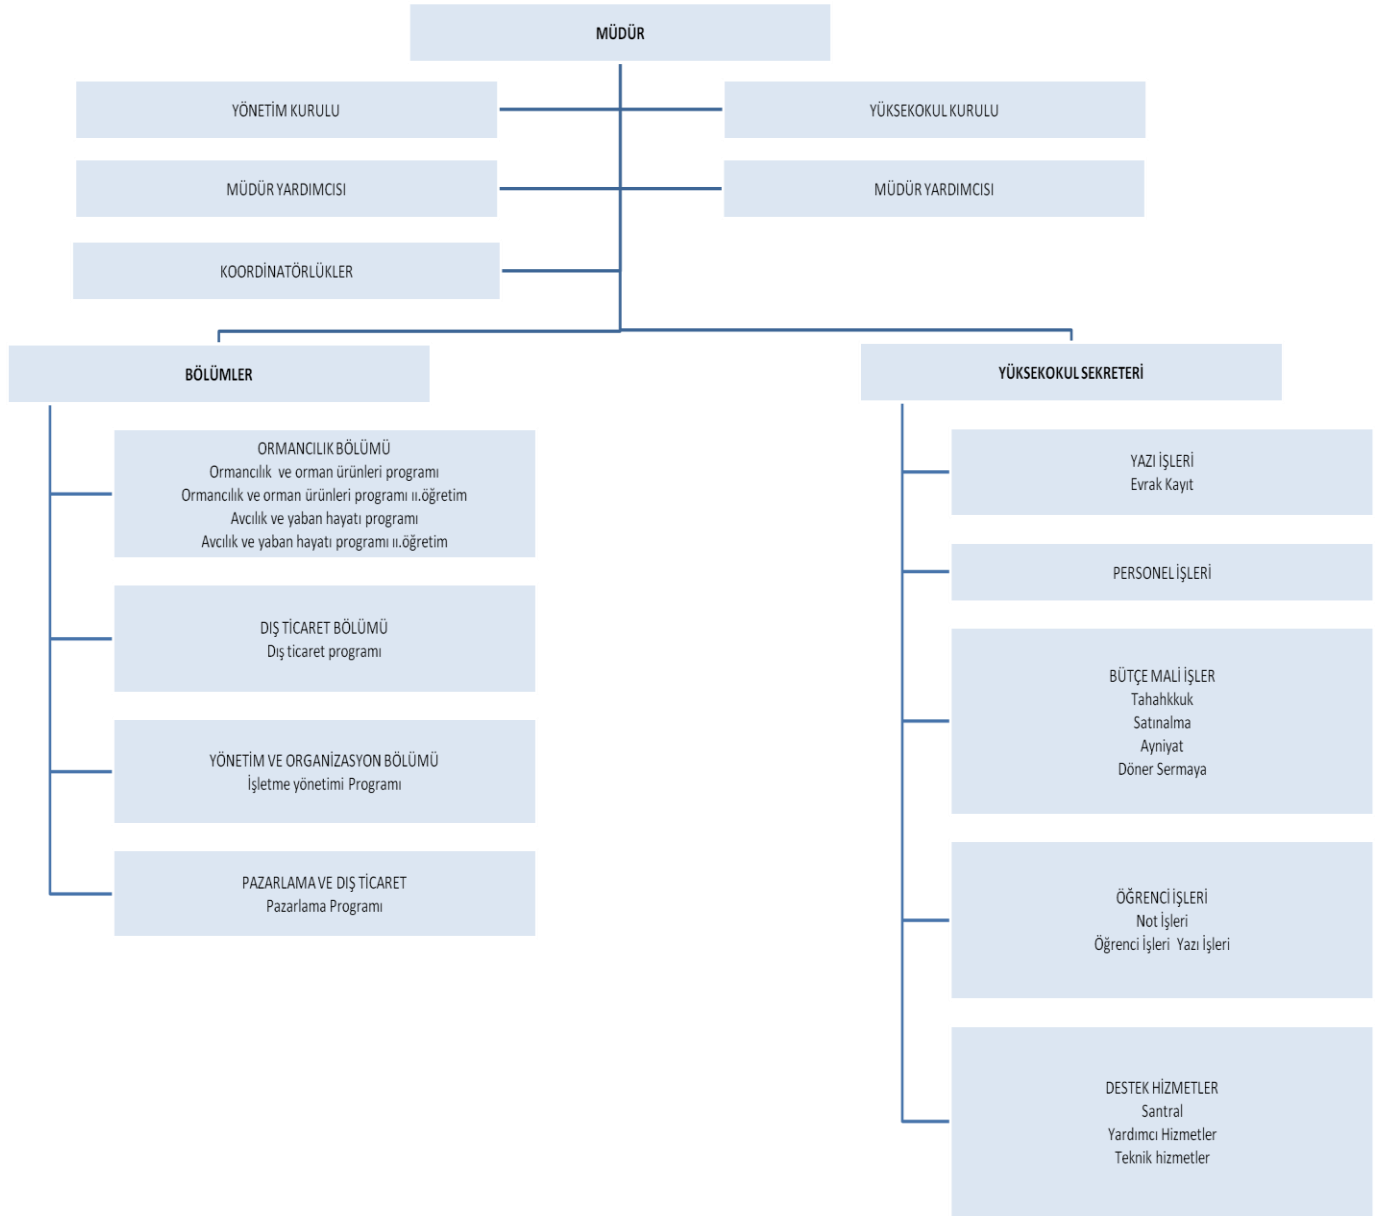 MÜDÜR
YÖNETİM KURULU
YÜKSEKOKUL KURULU
MÜDÜR YARDIMCISI
MÜDÜR YARDIMCISI
KOORDİNATÖRLÜKLER
BÖLÜMLER
ORMANCILIK BÖLÜMÜ
Ormancılık ve orman ürünleri programı
Ormancılık ve orman ürünleri programı ıı.öğretim
Avcılık ve yaban hayatı programı
Avcılık ve yaban hayatı programı ıı.öğretim
DIŞ TİCARET BÖLÜMÜ
Dış ticaret programı
YÖNETİM VE ORGANİZASYON BÖLÜMÜ
İşletme yönetimi Programı
PAZARLAMA VE DIŞ TİCARET
Pazarlama Programı
YÜKSEKOKUL SEKRETERİ
YAZI İŞLERİ
Evrak Kayıt
PERSONEL İŞLERİ
BÜTÇE MALİ İŞLER
Tahahkkuk
Satınalma
Ayniyat
Döner Sermaya
ÖĞRENCİ İŞLERİ
Not İşleri
Öğrenci İşleri Yazı İşleri
DESTEK HİZMETLER
Santral
Yardımcı Hizmetler
Teknik hizmetler